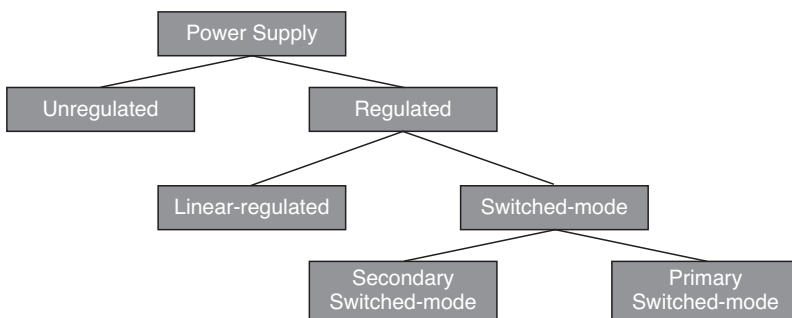 Power Supply
Unregulated
Regulated
Linear-regulated
Switched-mode
Secondary
Switched-mode
Primary
Switched-mode